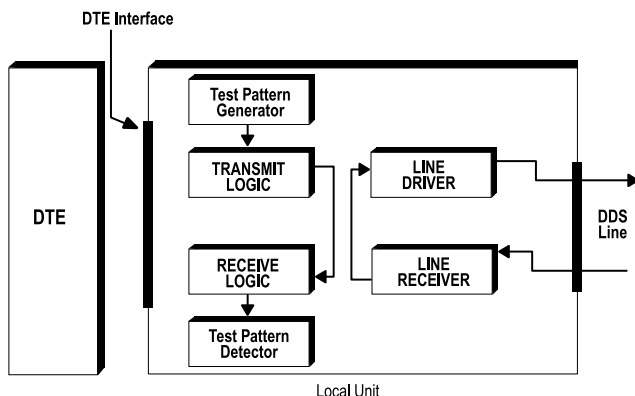 DTE Interface
Test Pattern
Generator
TRANSMIT
LOGIC
LINE
DRIVER
DTE
DDS
Line
RECEIVE
LOGIC
LINE
RECEIVER
Test Pattern
Detector
Local Unit